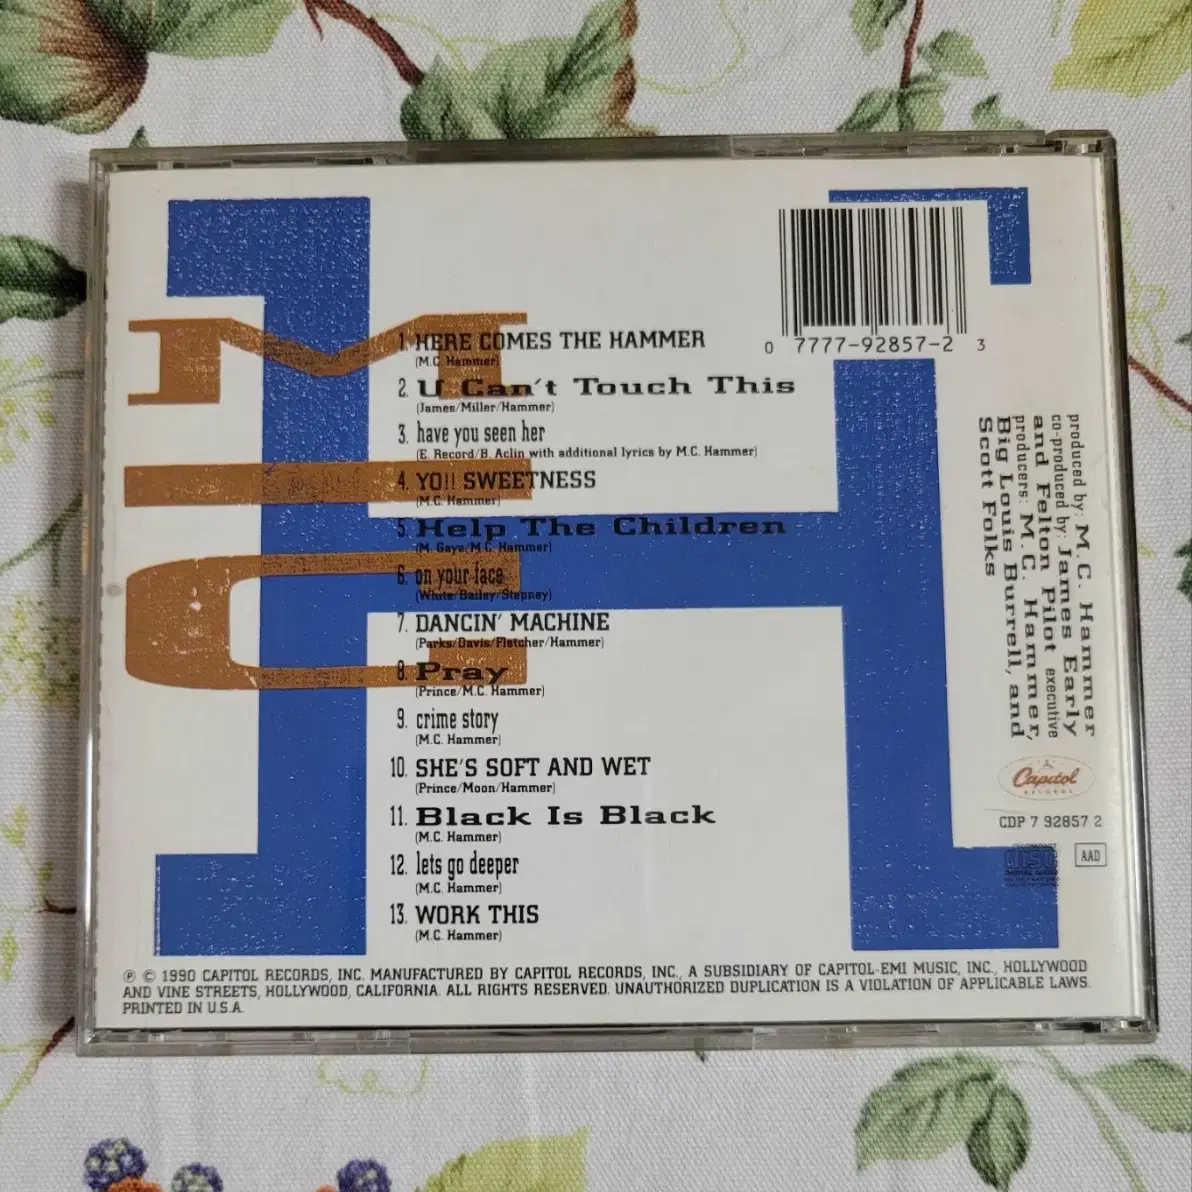 M.C.
H
0 7777-92857-2 3
1. HERE COMES THE HAMMER
(M.C. Hammer)
2. U Can't Touch This
(James/Miller/Hammer)
3. have you seen her
(E. Record/B. Aclin with additional lyrics by M.C. Hammer)
4. YO!! SWEETNESS
(M.C. Hammer)
5. Help The Children
(M. Gaye/M.C. Hammer)
6. on your face
(White/Bailey/Stepney)
7. DANCIN' MACHINE
(Parks/Davis/Fletcher/Hammer)
8. Pray
(Prince/M.C. Hammer)
9. crime story
(M.C. Hammer)
10. SHE'S SOFT AND WET
(Prince/Moon/Hammer)
11. Black Is Black
(M.C. Hammer)
12. lets go deeper
(M.C. Hammer)
13. WORK THIS
(M.C. Hammer)
produced by: M.C. Hammer
co-produced by: James Early
and Felton Pilot executive
producers: M.C. Hammer,
Big Louis Burrell, and
Scott Folks
Capitol
RECORDS
CDP 7 92857 2
COMPACT
disc
DIGITAL AUDIO
AAD
℗ © 1990 CAPITOL RECORDS, INC. MANUFACTURED BY CAPITOL RECORDS, INC., A SUBSIDIARY OF CAPITOL-EMI MUSIC, INC., HOLLYWOOD
AND VINE STREETS, HOLLYWOOD, CALIFORNIA. ALL RIGHTS RESERVED. UNAUTHORIZED DUPLICATION IS A VIOLATION OF APPLICABLE LAWS.
PRINTED IN U.S.A.